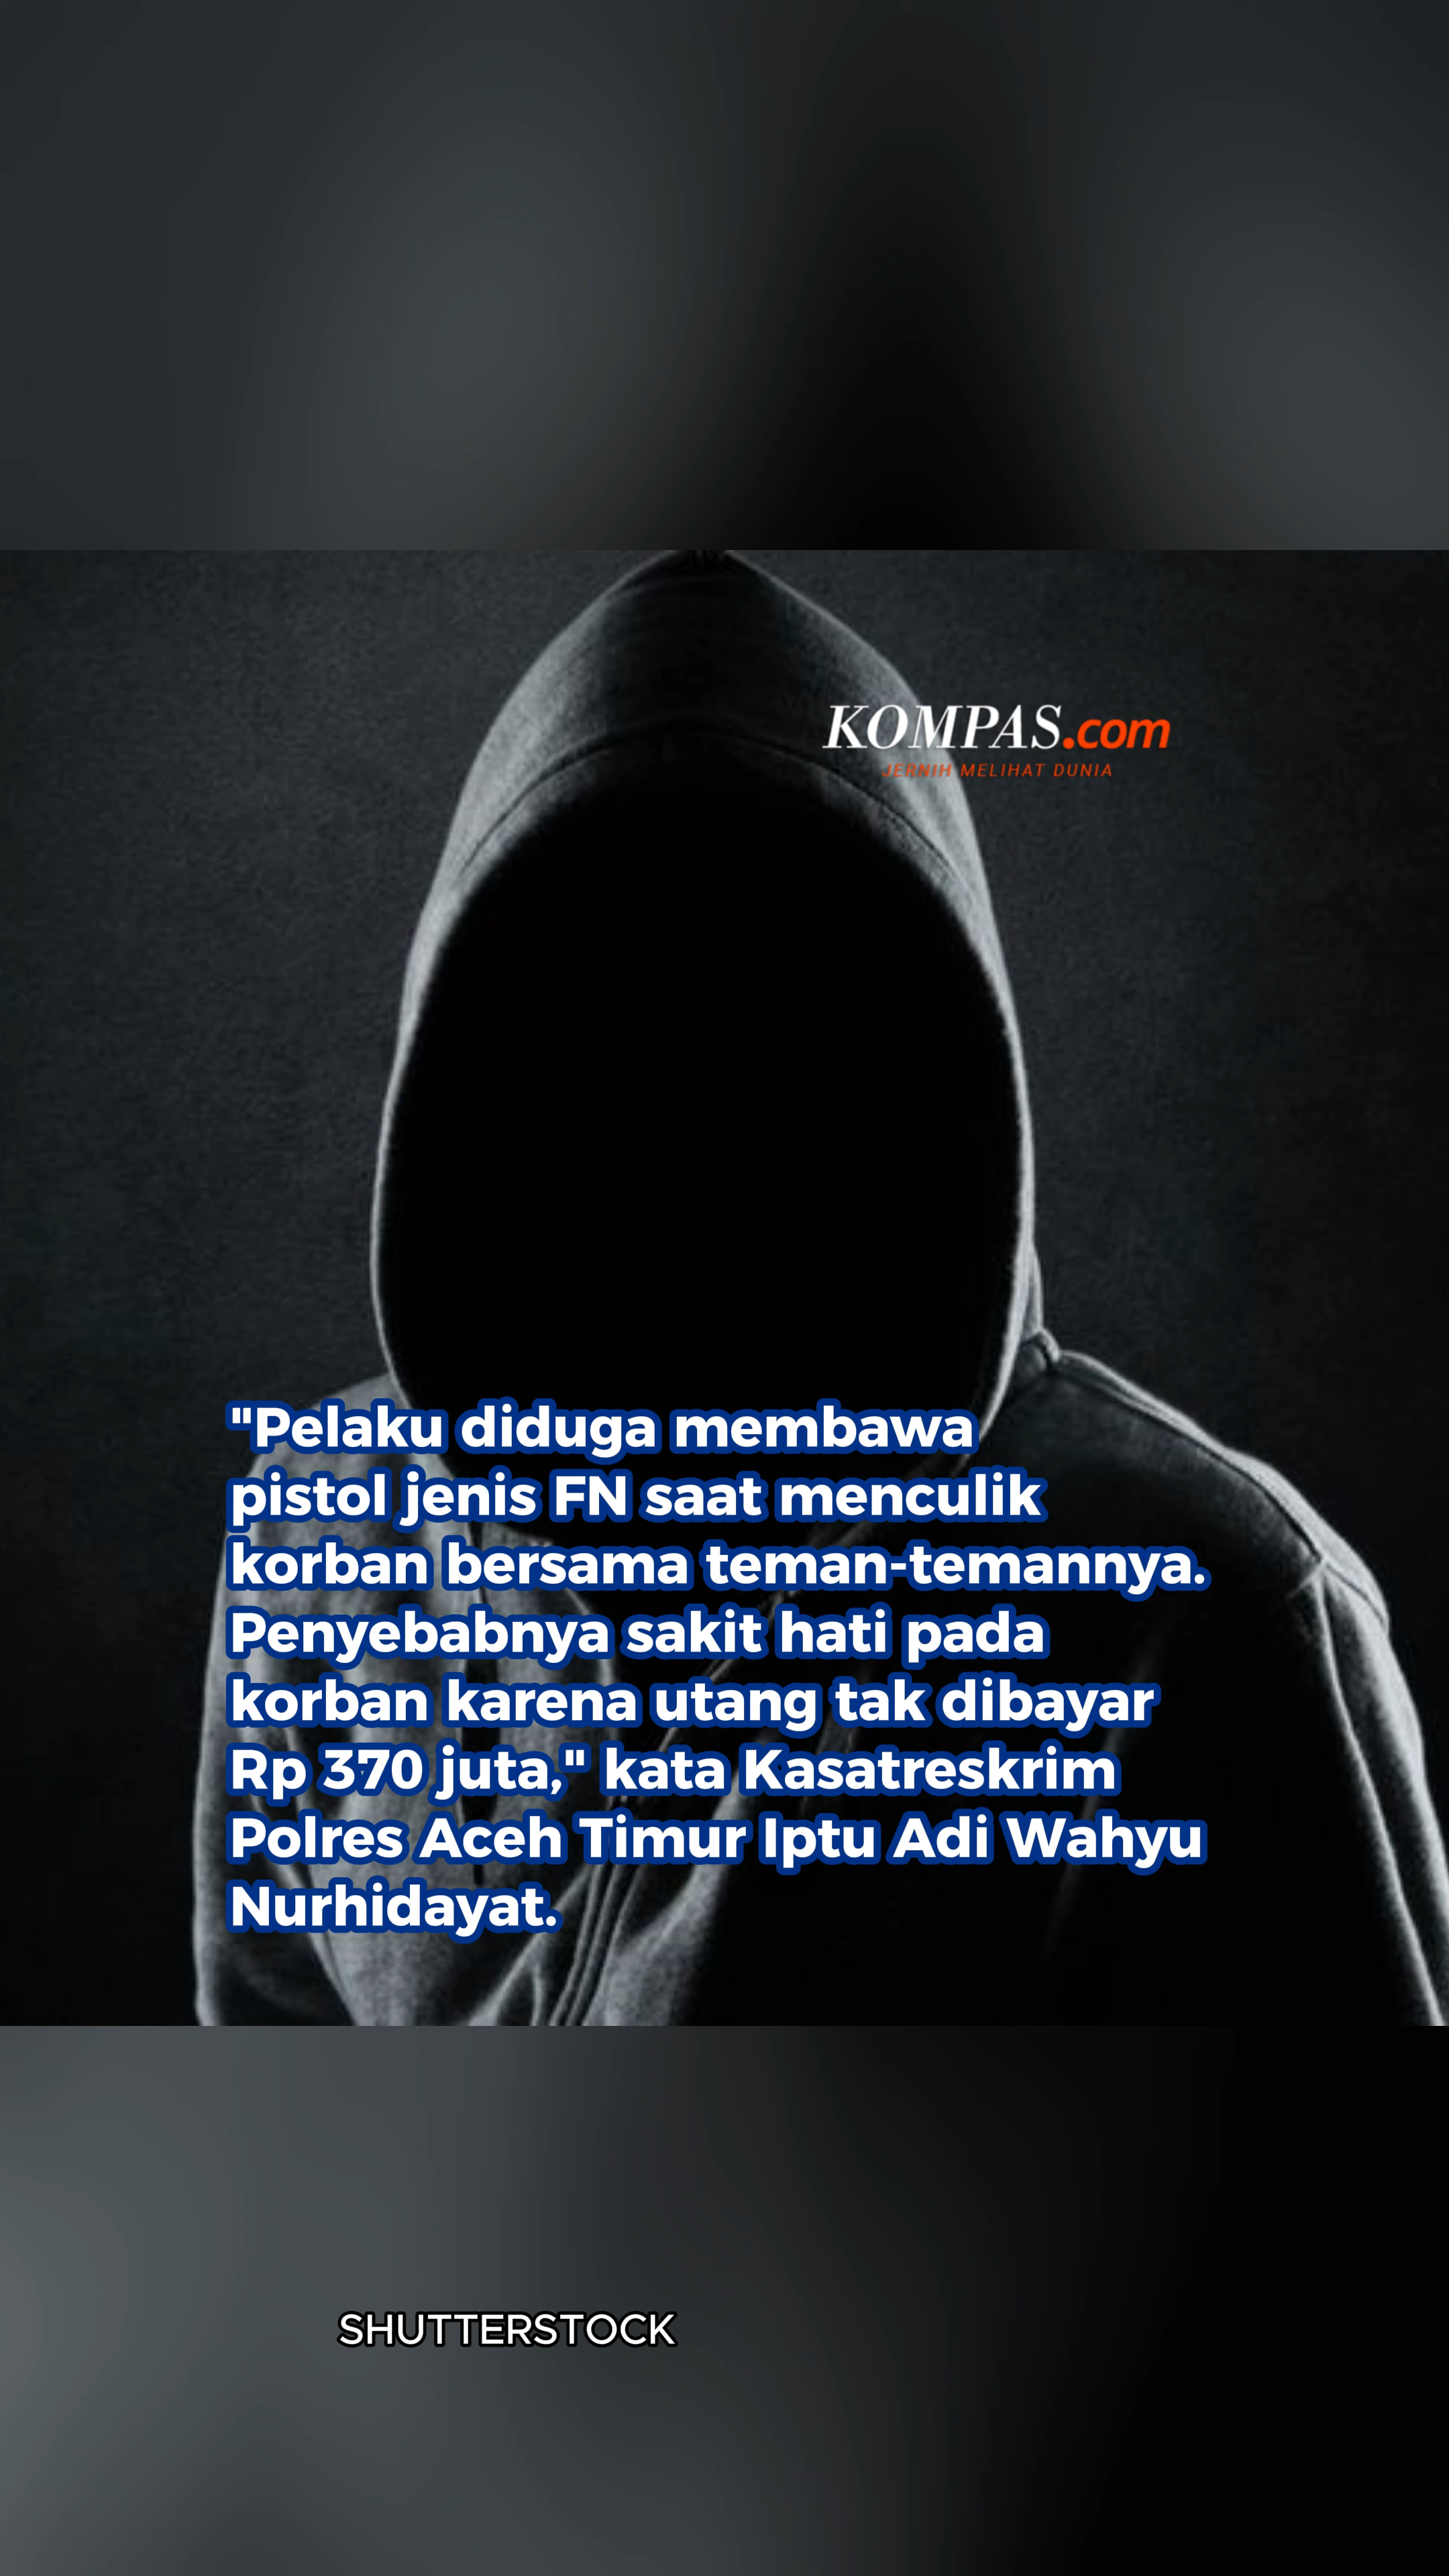 KOMPAS.com
JERNIH MELIHAT DUNIA
"Pelaku diduga membawa
pistol jenis FN saat menculik
korban bersama teman-temannya.
Penyebabnya sakit hati pada
korban karena utang tak dibayar
Rp 370 juta," kata Kasatreskrim
Polres Aceh Timur Iptu Adi Wahyu
Nurhidayat.
SHUTTERSTOCK